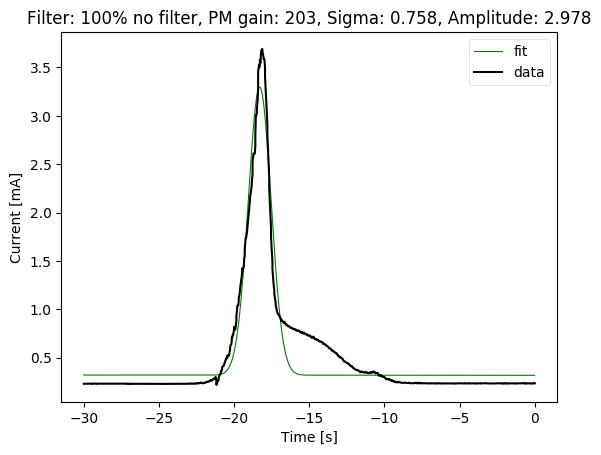 Filter: 100% no filter, PM gain: 203, Sigma: 0.758, Amplitude: 2.978
fit
data
3.5
3.0
2.5
2.0
1.5
1.0
0.5
Current [mA]
−30
−25
−20
−15
−10
−5
0
Time [s]